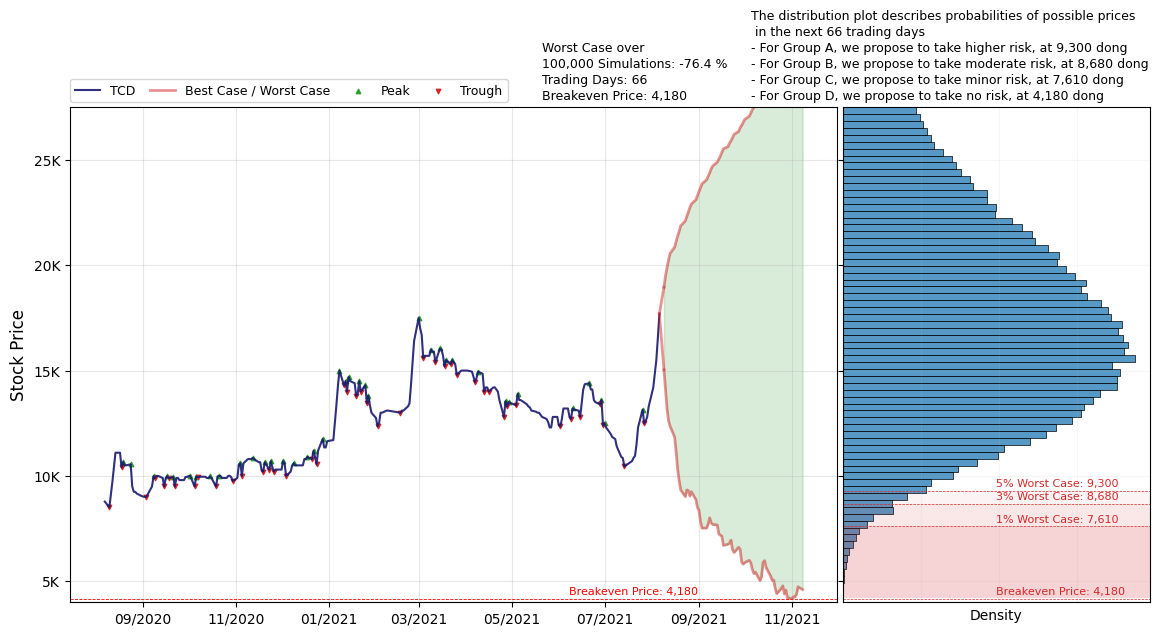 The distribution plot describes probabilities of possible prices
in the next 66 trading days
- For Group A, we propose to take higher risk, at 9,300 dong
- For Group B, we propose to take moderate risk, at 8,680 dong
- For Group C, we propose to take minor risk, at 7,610 dong
- For Group D, we propose to take no risk, at 4,180 dong
Worst Case over
100,000 Simulations: -76.4 %
Trading Days: 66
Breakeven Price: 4,180
TCD
Best Case / Worst Case
Peak
Trough
Stock Price
25K
20K
15K
10K
5K
Breakeven Price: 4,180
09/2020
11/2020
01/2021
03/2021
05/2021
07/2021
09/2021
11/2021
5% Worst Case: 9,300
3% Worst Case: 8,680
1% Worst Case: 7,610
Breakeven Price: 4,180
Density